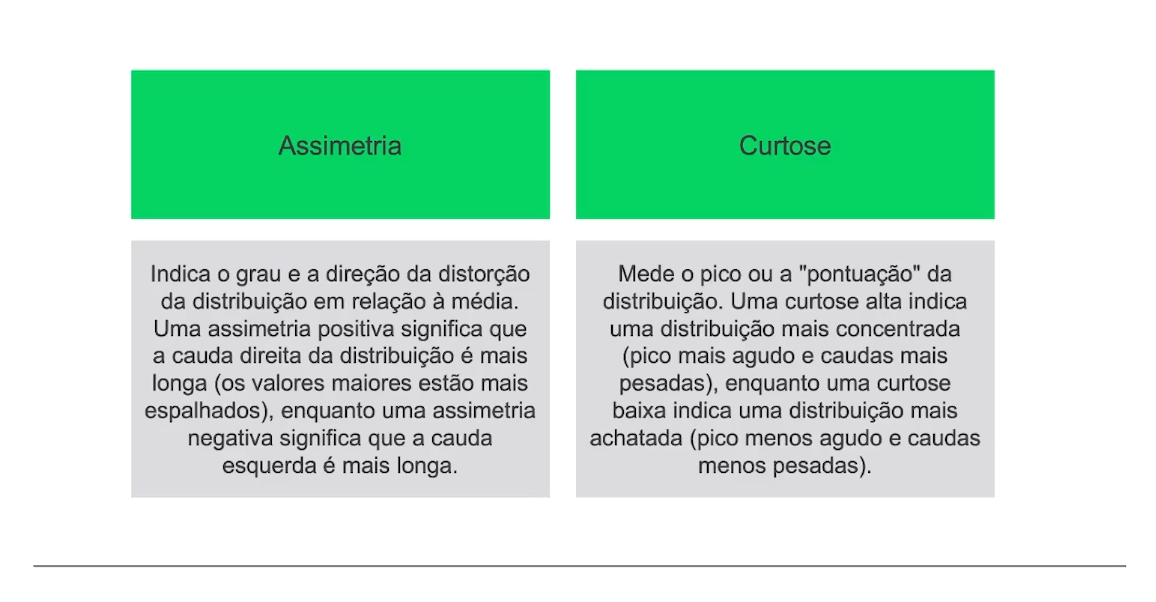 Assimetria
Indica o grau e a direção da distorção
da distribuição em relação à média.
Uma assimetria positiva significa que
a cauda direita da distribuição é mais
longa (os valores maiores estão mais
espalhados), enquanto uma assimetria
negativa significa que a cauda
esquerda é mais longa.
Curtose
Mede o pico ou a "pontuação" da
distribuição. Uma curtose alta indica
uma distribuição mais concentrada
(pico mais agudo e caudas mais
pesadas), enquanto uma curtose
baixa indica uma distribuição mais
achatada (pico menos agudo e caudas
menos pesadas).